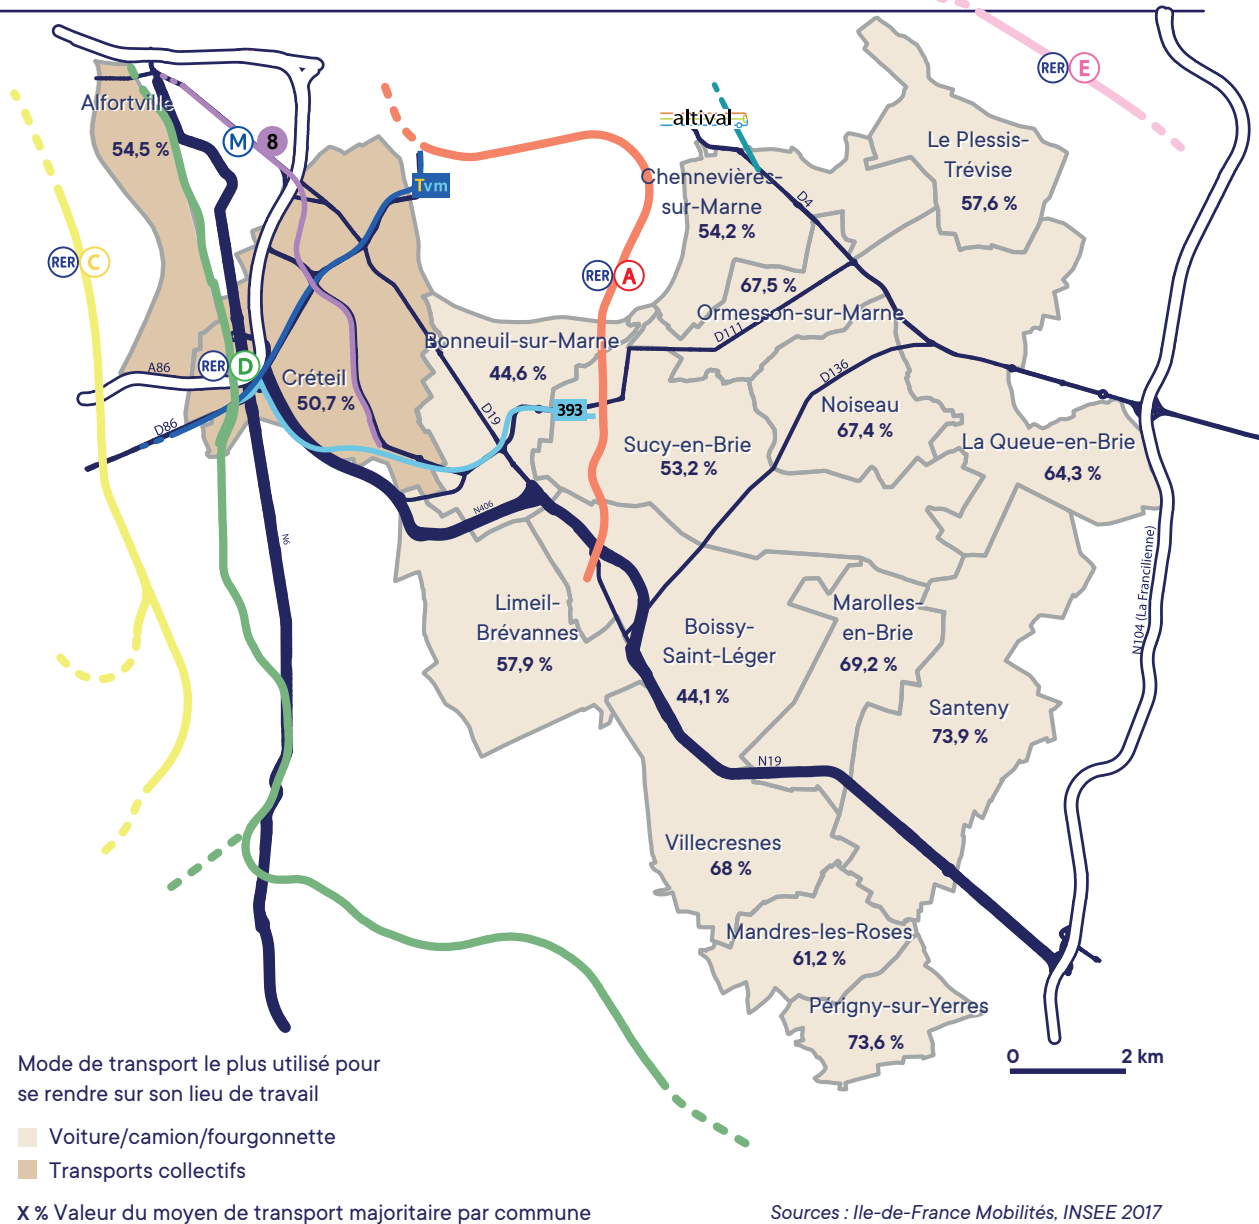 RER E
altival
Alfortville
54,5 %
M 8
Le Plessis-
Trévise
57,6 %
Tvm
Chennevières-
sur-Marne
54,2 %
D4
RER C
RER A
67,5 %
Ormesson-sur-Marne
D111
Bonneuil-sur-Marne
44,6 %
A86
RER D
Créteil
50,7 %
D136
D86
D19
393
Noiseau
67,4 %
Sucy-en-Brie
53,2 %
La Queue-en-Brie
64,3 %
N406
N6
N104 (La Francilienne)
Limeil-
Brévannes
57,9 %
Boissy-
Saint-Léger
44,1 %
Marolles-
en-Brie
69,2 %
Santeny
73,9 %
N19
Villecresnes
68 %
Mandres-les-Roses
61,2 %
Périgny-sur-Yerres
73,6 %
0 2 km
Mode de transport le plus utilisé pour
se rendre sur son lieu de travail
Voiture/camion/fourgonnette
Transports collectifs
X % Valeur du moyen de transport majoritaire par commune
Sources : Ile-de-France Mobilités, INSEE 2017